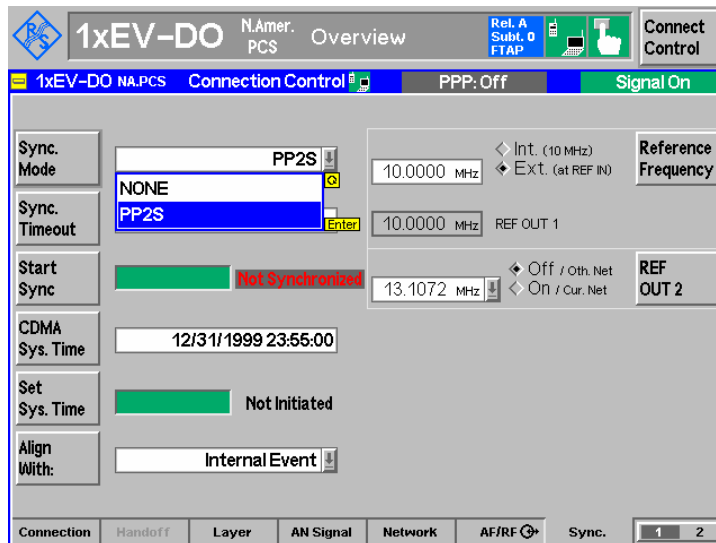 R&S 1xEV-DO N.Amer. PCS Overview Rel. A Subt. 0 FTAP Connect Control
1xEV-DO NA.PCS Connection Control PPP: Off Signal On
Sync. Mode PP2S
NONE
PP2S
Enter
Sync. Timeout
Start Sync Not Synchronized
CDMA Sys. Time 12/31/1999 23:55:00
Set Sys. Time Not Initiated
Align With: Internal Event
10.0000 MHz Int. (10 MHz) Ext. (at REF IN) Reference Frequency
10.0000 MHz REF OUT 1
13.1072 MHz Off / Oth. Net On / Cur. Net REF OUT 2
Connection Handoff Layer AN Signal Network AF/RF Sync. 1 2